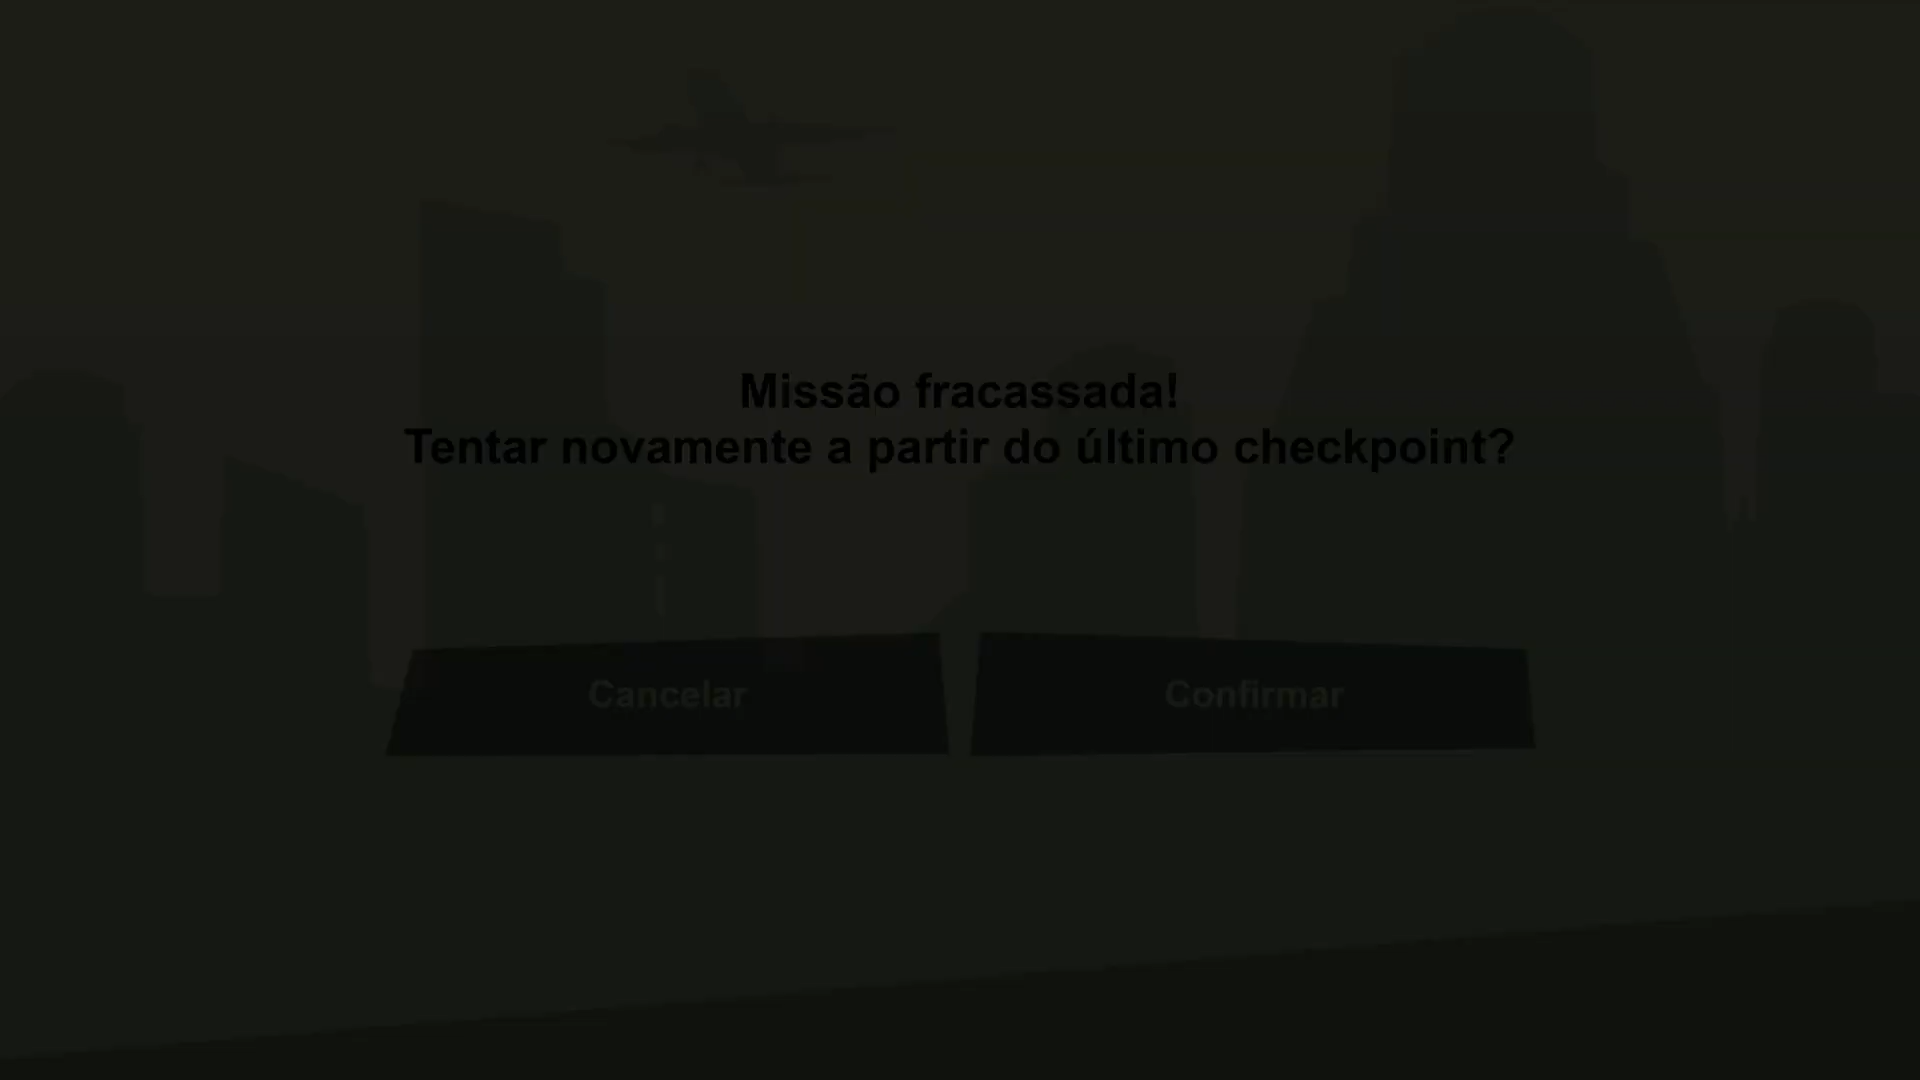 Missão fracassada!
Tentar novamente a partir do último checkpoint?
Cancelar
Confirmar